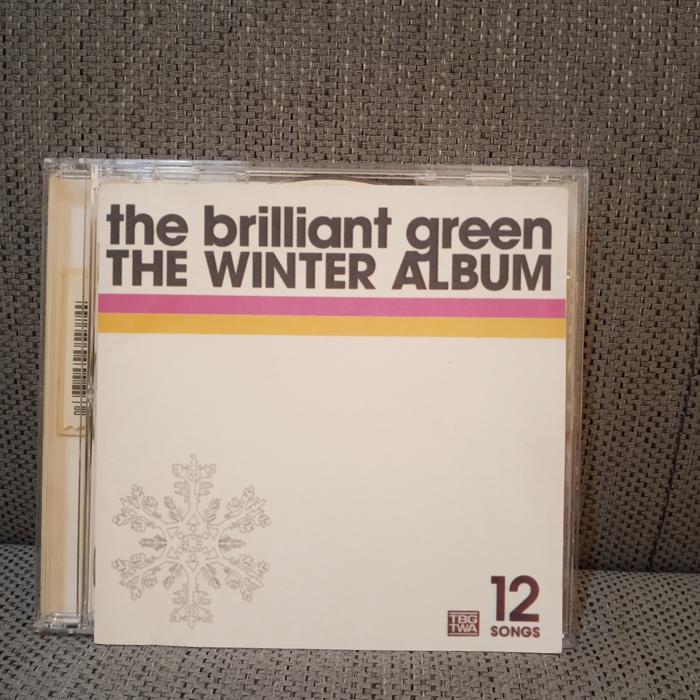 the brilliant green
THE WINTER ALBUM
TBG
TWA
12
SONGS